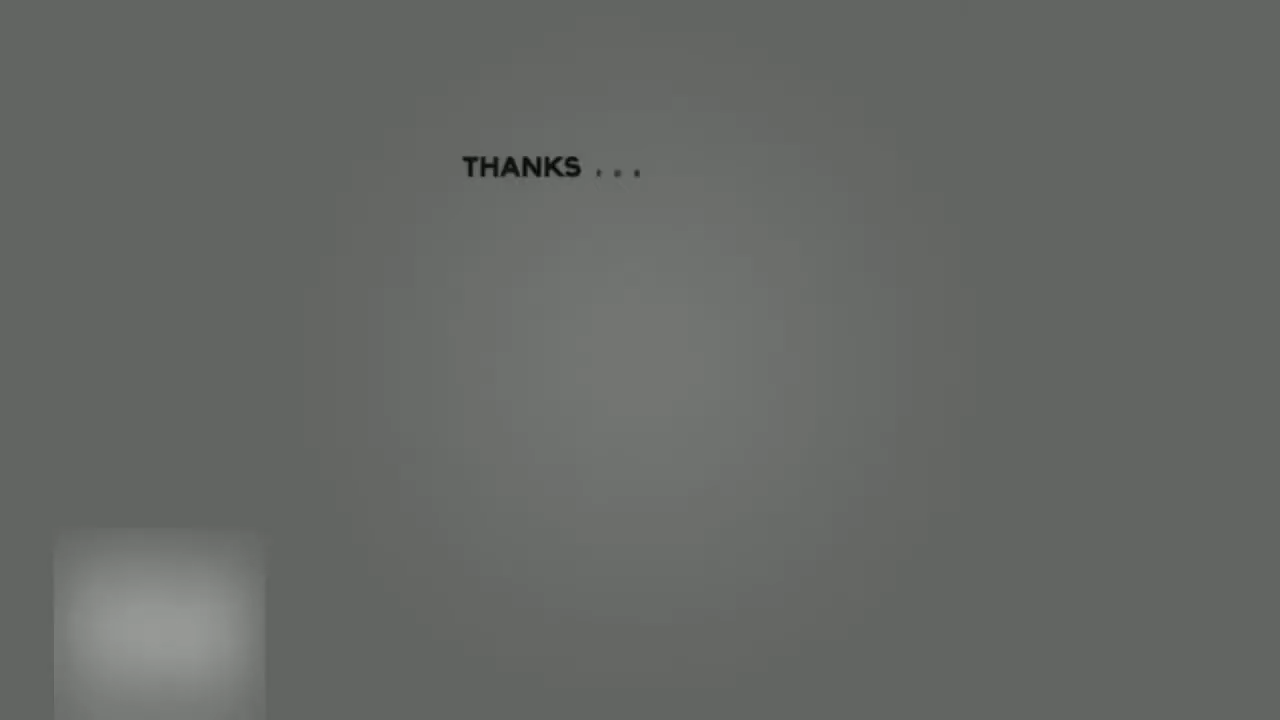 THANKS . . .